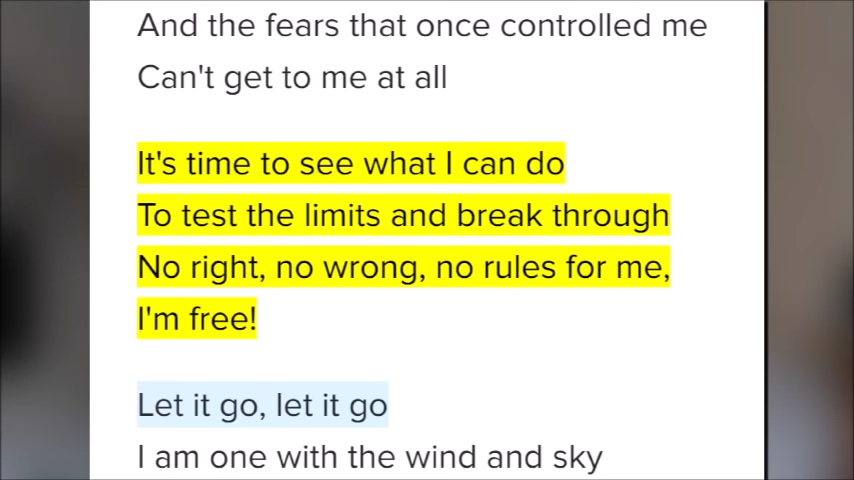 And the fears that once controlled me
Can't get to me at all
It's time to see what I can do
To test the limits and break through
No right, no wrong, no rules for me,
I'm free!
Let it go, let it go
I am one with the wind and sky